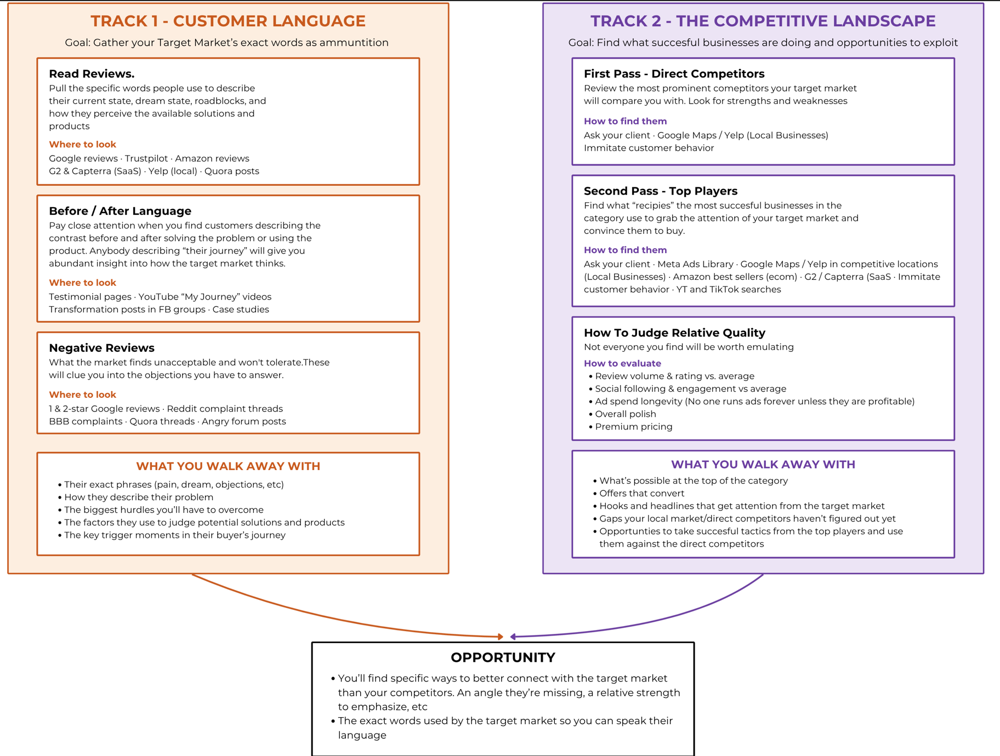 TRACK 1 - CUSTOMER LANGUAGE
Goal: Gather your Target Market’s exact words as ammuntition
Read Reviews.
Pull the specific words people use to describe
their current state, dream state, roadblocks, and
how they perceive the available solutions and
products
Where to look
Google reviews · Trustpilot · Amazon reviews
G2 & Capterra (SaaS) · Yelp (local) · Quora posts
Before / After Language
Pay close attention when you find customers describing the
contrast before and after solving the problem or using the
product. Anybody describing “their journey” will give you
abundant insight into how the target market thinks.
Where to look
Testimonial pages · YouTube “My Journey” videos
Transformation posts in FB groups · Case studies
Negative Reviews
What the market finds unacceptable and won't tolerate.These
will clue you into the objections you have to answer.
Where to look
1 & 2-star Google reviews · Reddit complaint threads
BBB complaints · Quora threads · Angry forum posts
WHAT YOU WALK AWAY WITH
• Their exact phrases (pain, dream, objections, etc)
• How they describe their problem
• The biggest hurdles you’ll have to overcome
• The factors they use to judge potential solutions and products
• The key trigger moments in their buyer’s journey
TRACK 2 - THE COMPETITIVE LANDSCAPE
Goal: Find what succesful businesses are doing and opportunities to exploit
First Pass - Direct Competitors
Review the most prominent comeptitors your target market
will compare you with. Look for strengths and weaknesses
How to find them
Ask your client · Google Maps / Yelp (Local Businesses)
Immitate customer behavior
Second Pass - Top Players
Find what “recipies” the most succesful businesses in the
category use to grab the attention of your target market and
convince them to buy.
How to find them
Ask your client · Meta Ads Library · Google Maps / Yelp in competitive locations
(Local Businesses) · Amazon best sellers (ecom) · G2 / Capterra (SaaS · Immitate
customer behavior · YT and TikTok searches
How To Judge Relative Quality
Not everyone you find will be worth emulating
How to evaluate
• Review volume & rating vs. average
• Social following & engagement vs average
• Ad spend longevity (No one runs ads forever unless they are profitable)
• Overall polish
• Premium pricing
WHAT YOU WALK AWAY WITH
• What’s possible at the top of the category
• Offers that convert
• Hooks and headlines that get attention from the target market
• Gaps your local market/direct competitors haven’t figured out yet
• Opportunties to take succesful tactics from the top players and use
them against the direct competitors
OPPORTUNITY
• You’ll find specific ways to better connect with the target market
than your competitors. An angle they’re missing, a relative strength
to emphasize, etc
• The exact words used by the target market so you can speak their
language